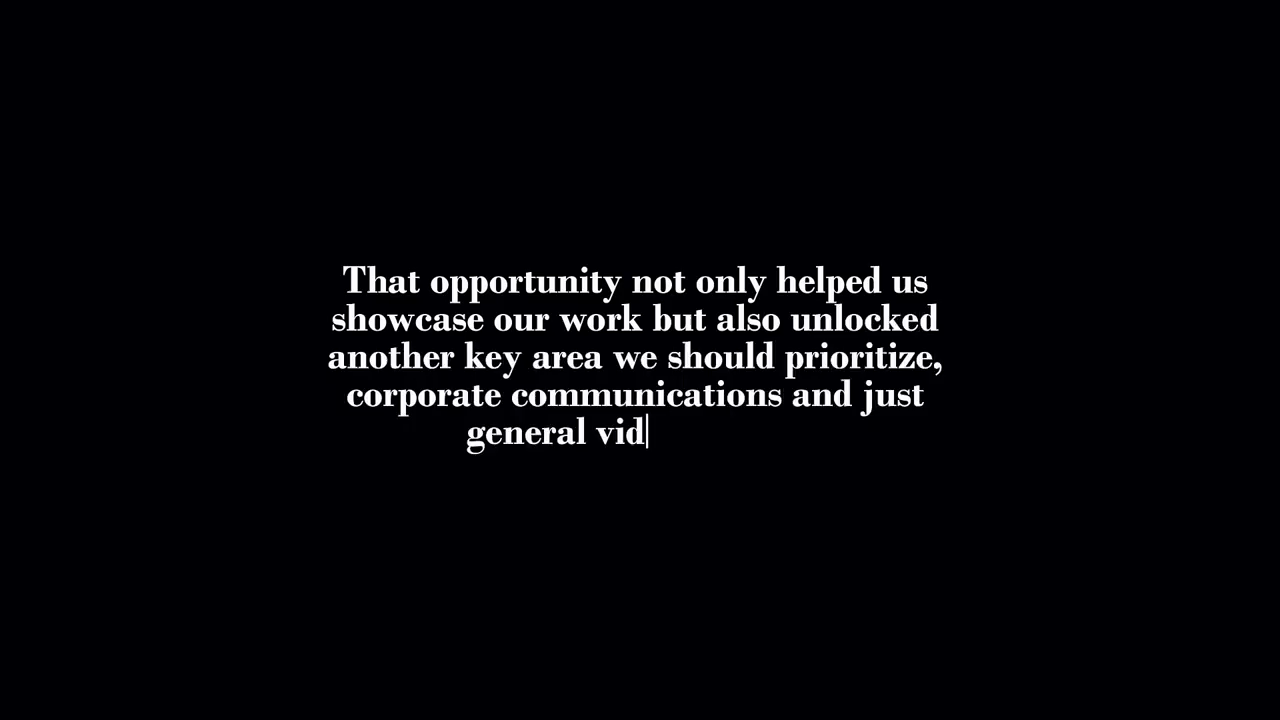 That opportunity not only helped us
showcase our work but also unlocked
another key area we should prioritize,
corporate communications and just
general vid